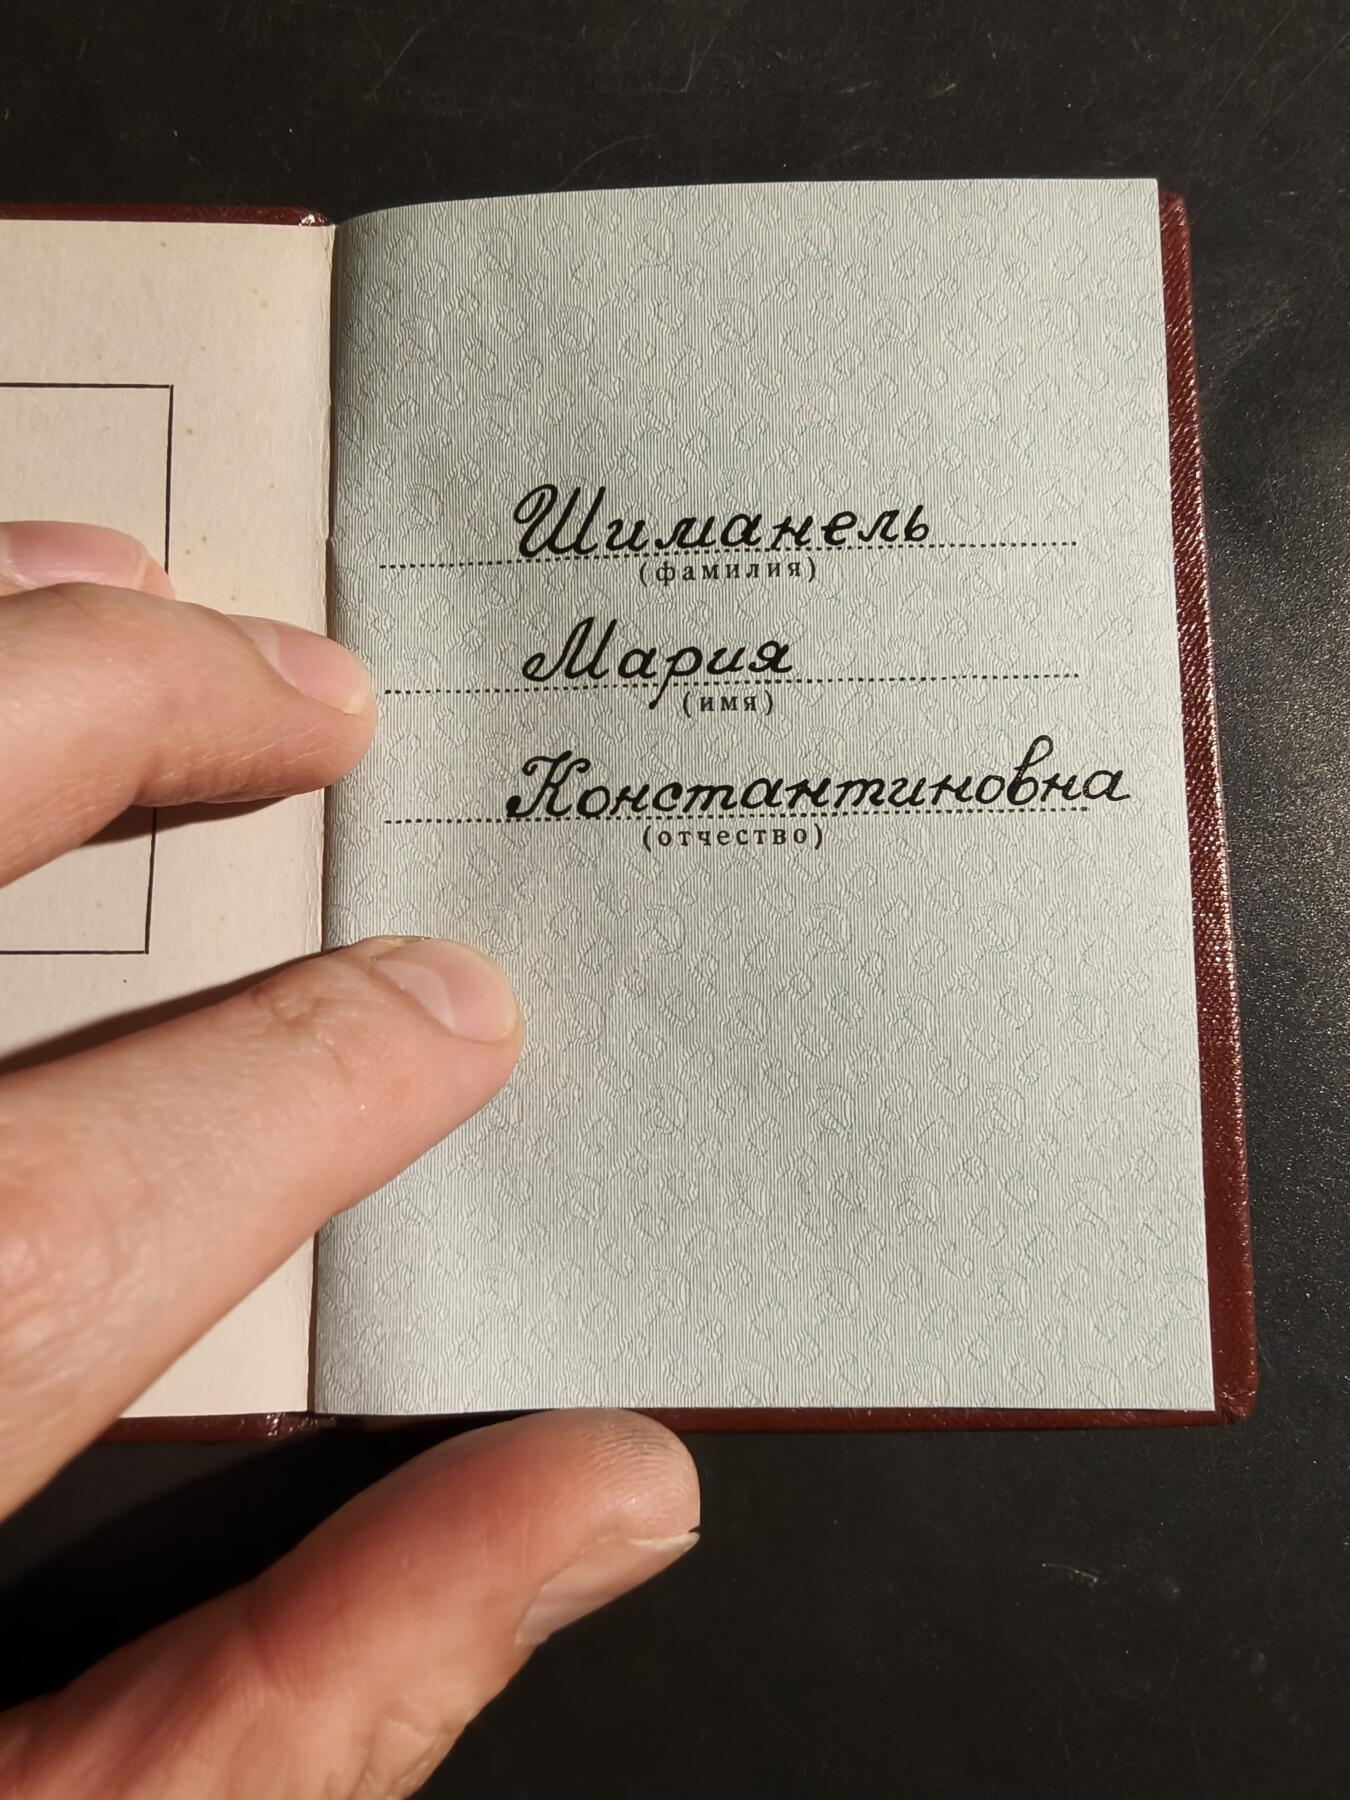 Шиманель
(фамилия)
Мария
(имя)
Константиновна
(отчество)